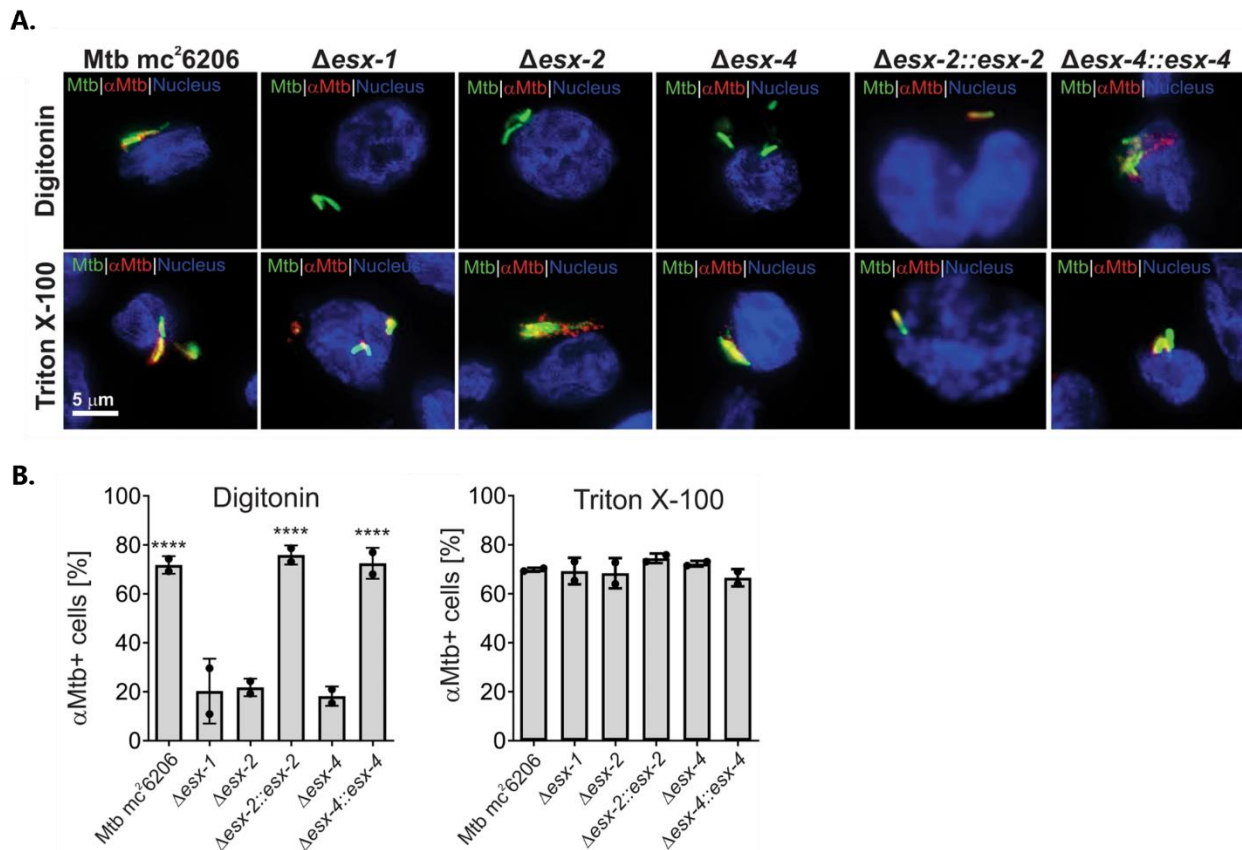 A.
Mtb mc²6206 Δesx-1 Δesx-2 Δesx-4 Δesx-2::esx-2 Δesx-4::esx-4
Digitonin
Mtb|αMtb|Nucleus Mtb|αMtb|Nucleus Mtb|αMtb|Nucleus Mtb|αMtb|Nucleus Mtb|αMtb|Nucleus Mtb|αMtb|Nucleus
Triton X-100
Mtb|αMtb|Nucleus Mtb|αMtb|Nucleus Mtb|αMtb|Nucleus Mtb|αMtb|Nucleus Mtb|αMtb|Nucleus Mtb|αMtb|Nucleus
5 μm
B.
Digitonin
αMtb+ cells [%]
100
80
60
40
20
0
**** **** ****
Mtb mc²6206
Δesx-1
Δesx-2
Δesx-2::esx-2
Δesx-4
Δesx-4::esx-4
Triton X-100
αMtb+ cells [%]
100
80
60
40
20
0
Mtb mc²6206
Δesx-1
Δesx-2
Δesx-2::esx-2
Δesx-4
Δesx-4::esx-4